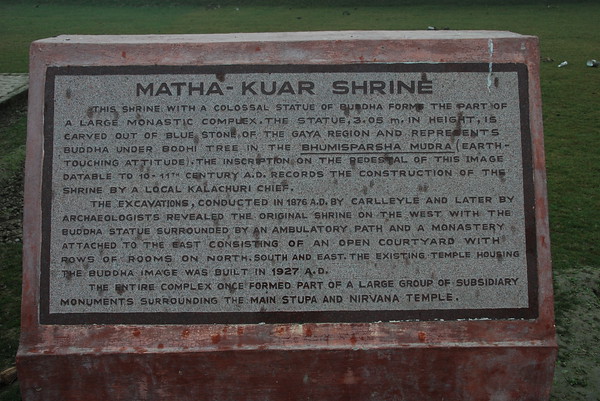 MATHA-KUAR SHRINE
THIS SHRINE WITH A COLOSSAL STATUE OF BUDDHA FORMS THE PART OF
A LARGE MONASTIC COMPLEX. THE STATUE, 3.05 m. IN HEIGHT, IS
CARVED OUT OF BLUE STONE OF THE GAYA REGION AND REPRESENTS
BUDDHA UNDER BODHI TREE IN THE BHUMISPARSHA MUDRA (EARTH-
TOUCHING ATTITUDE). THE INSCRIPTION ON THE PEDESTAL OF THIS IMAGE
DATABLE TO 10-11TH CENTURY A.D. RECORDS THE CONSTRUCTION OF THE
SHRINE BY A LOCAL KALACHURI CHIEF.
THE EXCAVATIONS, CONDUCTED IN 1876 A.D. BY CARLLEYLE AND LATER BY
ARCHAEOLOGISTS REVEALED THE ORIGINAL SHRINE ON THE WEST WITH THE
BUDDHA STATUE SURROUNDED BY AN AMBULATORY PATH AND A MONASTERY
ATTACHED TO THE EAST CONSISTING OF AN OPEN COURTYARD WITH
ROWS OF ROOMS ON NORTH, SOUTH AND EAST. THE EXISTING TEMPLE HOUSING
THE BUDDHA IMAGE WAS BUILT IN 1927 A.D.
THE ENTIRE COMPLEX ONCE FORMED PART OF A LARGE GROUP OF SUBSIDIARY
MONUMENTS SURROUNDING THE MAIN STUPA AND NIRVANA TEMPLE.